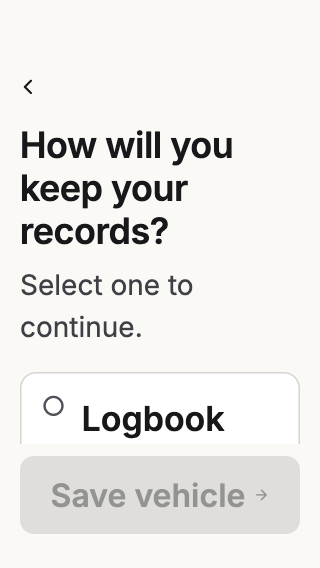 How will you
keep your
records?
Select one to
continue.
Logbook
Save vehicle →